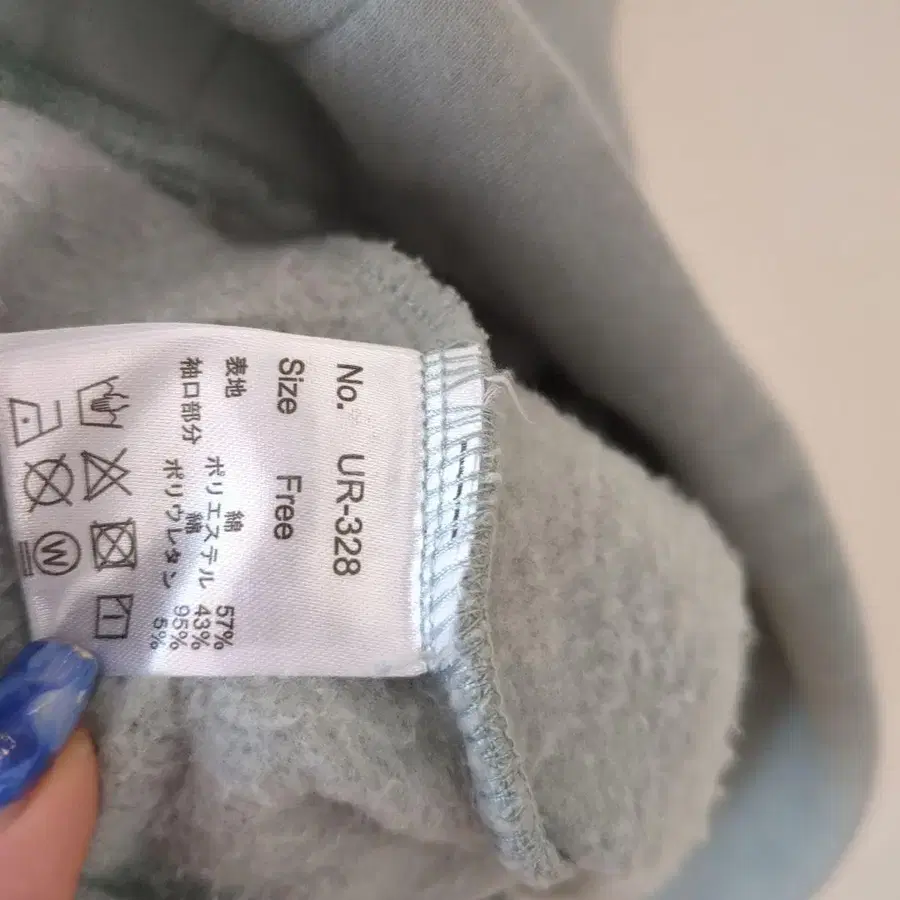 No. UR-328
Size Free
表地 綿 57%
ポリエステル 43%
袖口部分 綿 95%
ポリウレタン 5%
W